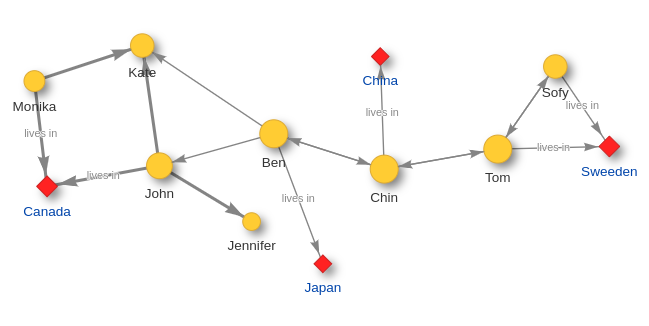 Kate
China
Sofy
Monika
lives in
lives in
lives in
Ben
lives in
lives in
Tom
Sweeden
John
Chin
lives in
Canada
Jennifer
Japan